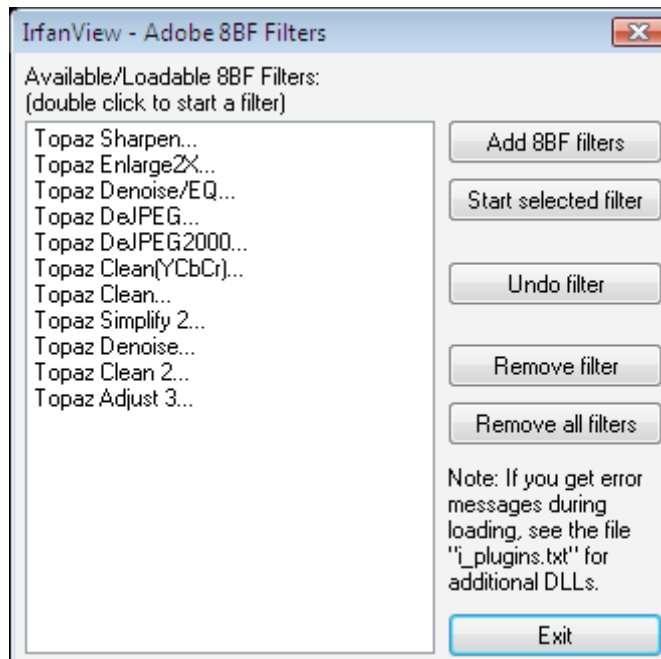 IrfanView - Adobe 8BF Filters
Available/Loadable 8BF Filters:
(double click to start a filter)
Topaz Sharpen...
Topaz Enlarge2X...
Topaz Denoise/EQ...
Topaz DeJPEG...
Topaz DeJPEG2000...
Topaz Clean(YCbCr)...
Topaz Clean...
Topaz Simplify 2...
Topaz Denoise...
Topaz Clean 2...
Topaz Adjust 3...
Add 8BF filters
Start selected filter
Undo filter
Remove filter
Remove all filters
Note: If you get error
messages during
loading, see the file
"i_plugins.txt" for
additional DLLs.
Exit